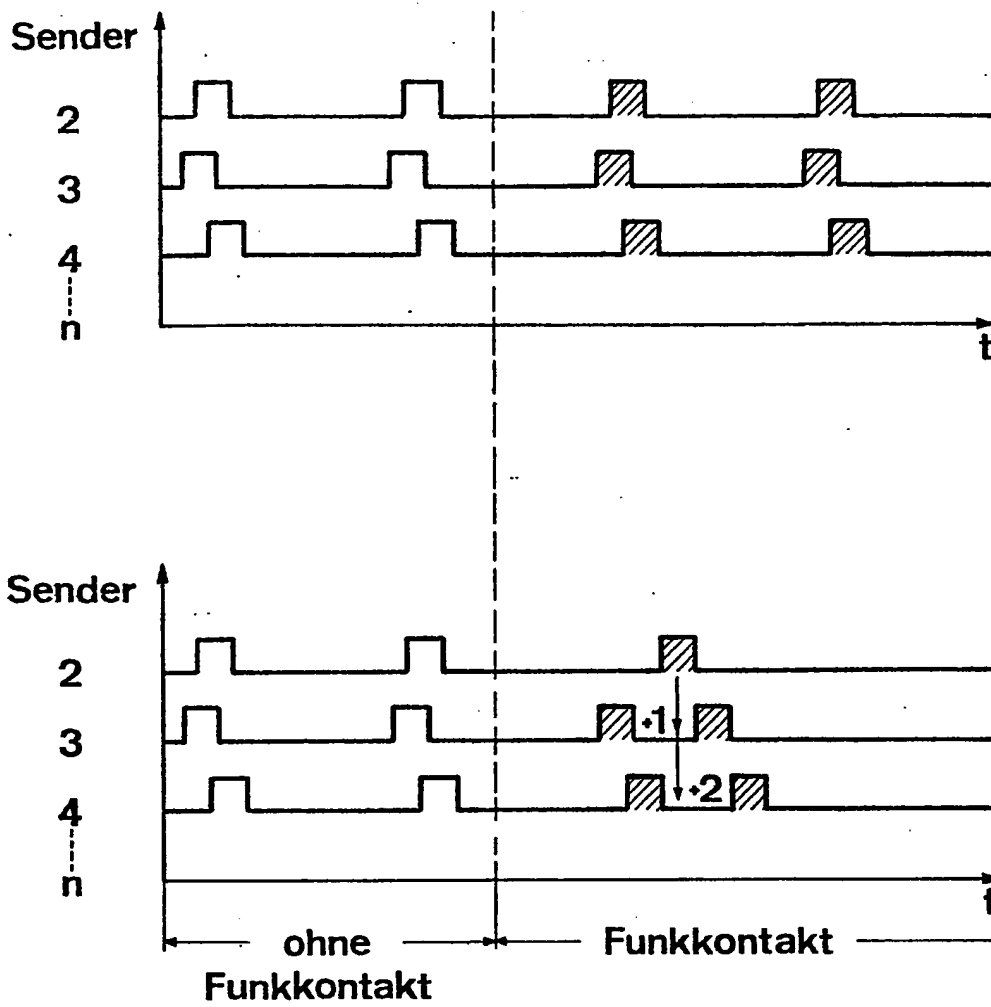 Sender
2
3
4
n
t
Sender
2
3
+1
4
+2
n
t
ohne
Funkkontakt
Funkkontakt